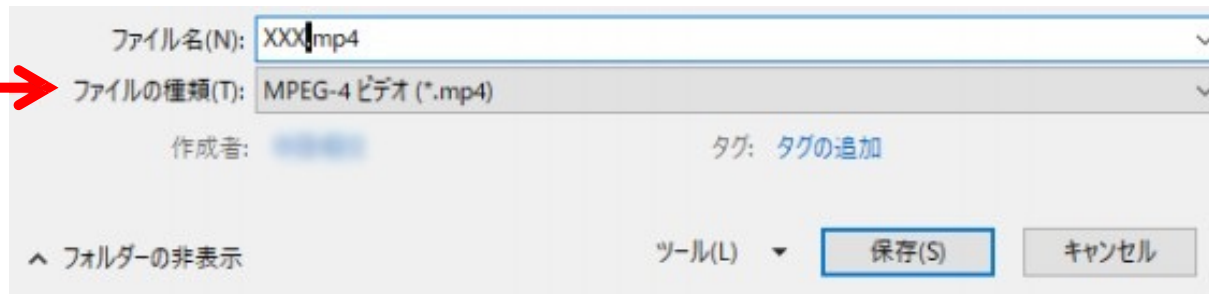 ファイル名(N): XXX.mp4
ファイルの種類(T): MPEG-4 ビデオ (*.mp4)
作成者: タグ: タグの追加
フォルダーの非表示 ツール(L) 保存(S) キャンセル